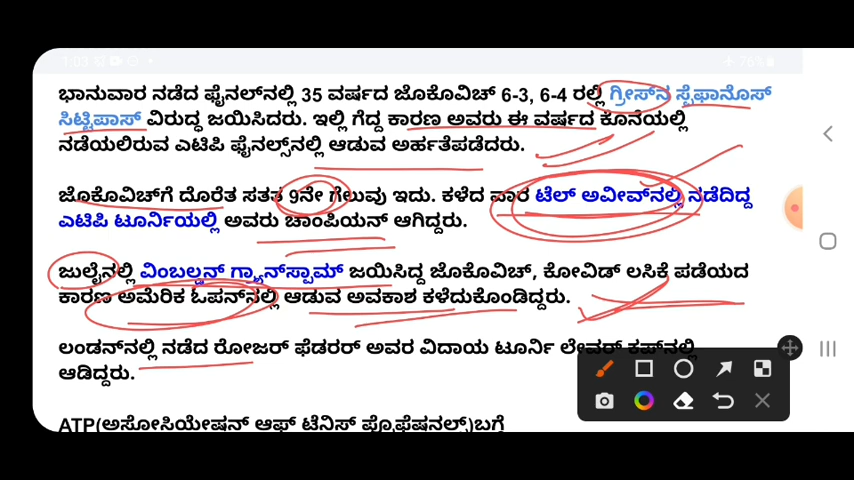 1:03
76%
ಭಾನುವಾರ ನಡೆದ ಫೈನಲ್‌ನಲ್ಲಿ 35 ವರ್ಷದ ಜೊಕೊವಿಚ್ 6-3, 6-4 ರಲ್ಲಿ ಗ್ರೀಸ್‌ನ ಸ್ಟೆಫಾನೊಸ್
ಸಿಟ್ಸಿಪಾಸ್ ವಿರುದ್ಧ ಜಯಿಸಿದರು. ಇಲ್ಲಿ ಗೆದ್ದ ಕಾರಣ ಅವರು ಈ ವರ್ಷದ ಕೊನೆಯಲ್ಲಿ
ನಡೆಯಲಿರುವ ಎಟಿಪಿ ಫೈನಲ್ಸ್‌ನಲ್ಲಿ ಆಡುವ ಅರ್ಹತೆಪಡೆದರು.
ಜೊಕೊವಿಚ್‌ಗೆ ದೊರೆತ ಸತತ 9ನೇ ಗೆಲುವು ಇದು. ಕಳೆದ ವಾರ ಟೆಲ್ ಅವೀವ್‌ನಲ್ಲಿ ನಡೆದಿದ್ದ
ಎಟಿಪಿ ಟೂರ್ನಿಯಲ್ಲಿ ಅವರು ಚಾಂಪಿಯನ್ ಆಗಿದ್ದರು.
ಜುಲೈನಲ್ಲಿ ವಿಂಬಲ್ಡನ್ ಗ್ರ್ಯಾನ್‌ಸ್ಲಾಮ್ ಜಯಿಸಿದ್ದ ಜೊಕೊವಿಚ್, ಕೋವಿಡ್ ಲಸಿಕೆ ಪಡೆಯದ
ಕಾರಣ ಅಮೆರಿಕ ಓಪನ್‌ನಲ್ಲಿ ಆಡುವ ಅವಕಾಶ ಕಳೆದುಕೊಂಡಿದ್ದರು.
ಲಂಡನ್‌ನಲ್ಲಿ ನಡೆದ ರೋಜರ್ ಫೆಡರರ್ ಅವರ ವಿದಾಯ ಟೂರ್ನಿ ಲೇವರ್ ಕಪ್‌ನಲ್ಲಿ
ಆಡಿದ್ದರು.
ATP(ಅಸೋಸಿಯೇಷನ್ ಆಫ್ ಟೆನಿಸ್ ಪ್ರೊಫೆಷನಲ್ಸ್)ಬಗ್ಗೆ